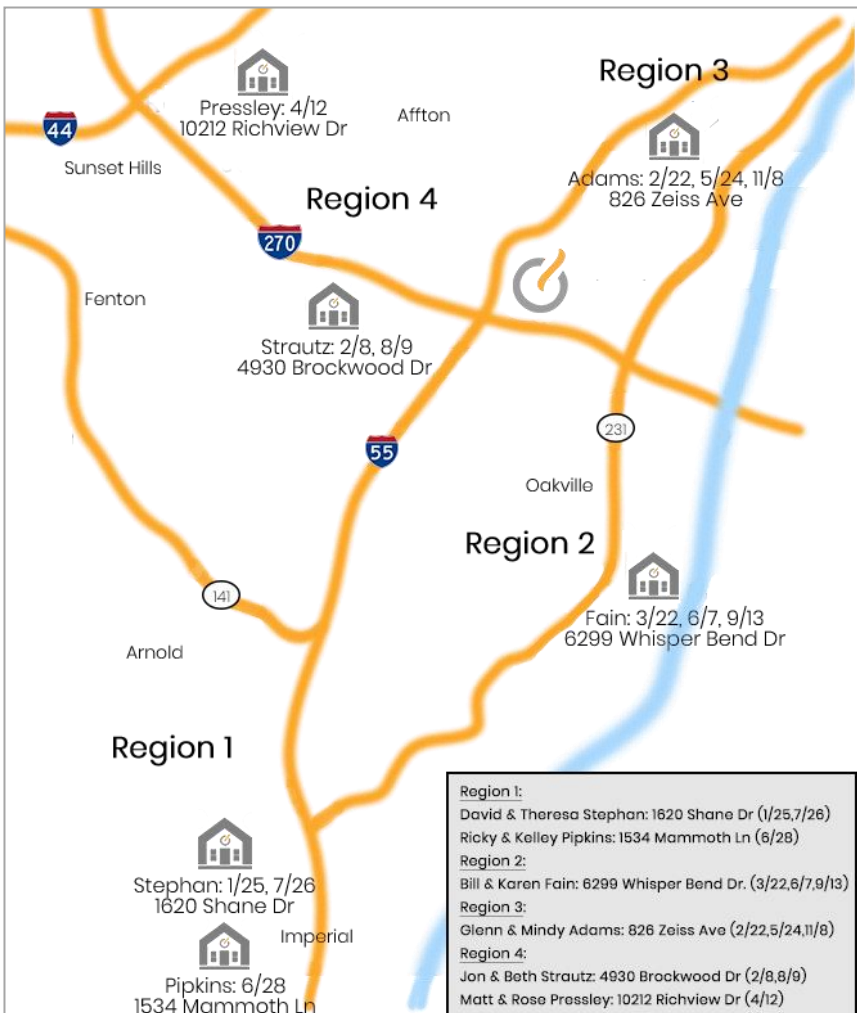 Region 3
Pressley: 4/12
10212 Richview Dr
Affton
44
Sunset Hills
Adams: 2/22, 5/24, 11/8
826 Zeiss Ave
Region 4
270
Fenton
Strautz: 2/8, 8/9
4930 Brockwood Dr
231
55
Oakville
Region 2
141
Fain: 3/22, 6/7, 9/13
6299 Whisper Bend Dr
Arnold
Region 1
Stephan: 1/25, 7/26
1620 Shane Dr
Imperial
Pipkins: 6/28
1534 Mammoth Ln
Region 1:
David & Theresa Stephan: 1620 Shane Dr (1/25,7/26)
Ricky & Kelley Pipkins: 1534 Mammoth Ln (6/28)
Region 2:
Bill & Karen Fain: 6299 Whisper Bend Dr. (3/22,6/7,9/13)
Region 3:
Glenn & Mindy Adams: 826 Zeiss Ave (2/22,5/24,11/8)
Region 4:
Jon & Beth Strautz: 4930 Brockwood Dr (2/8,8/9)
Matt & Rose Pressley: 10212 Richview Dr (4/12)